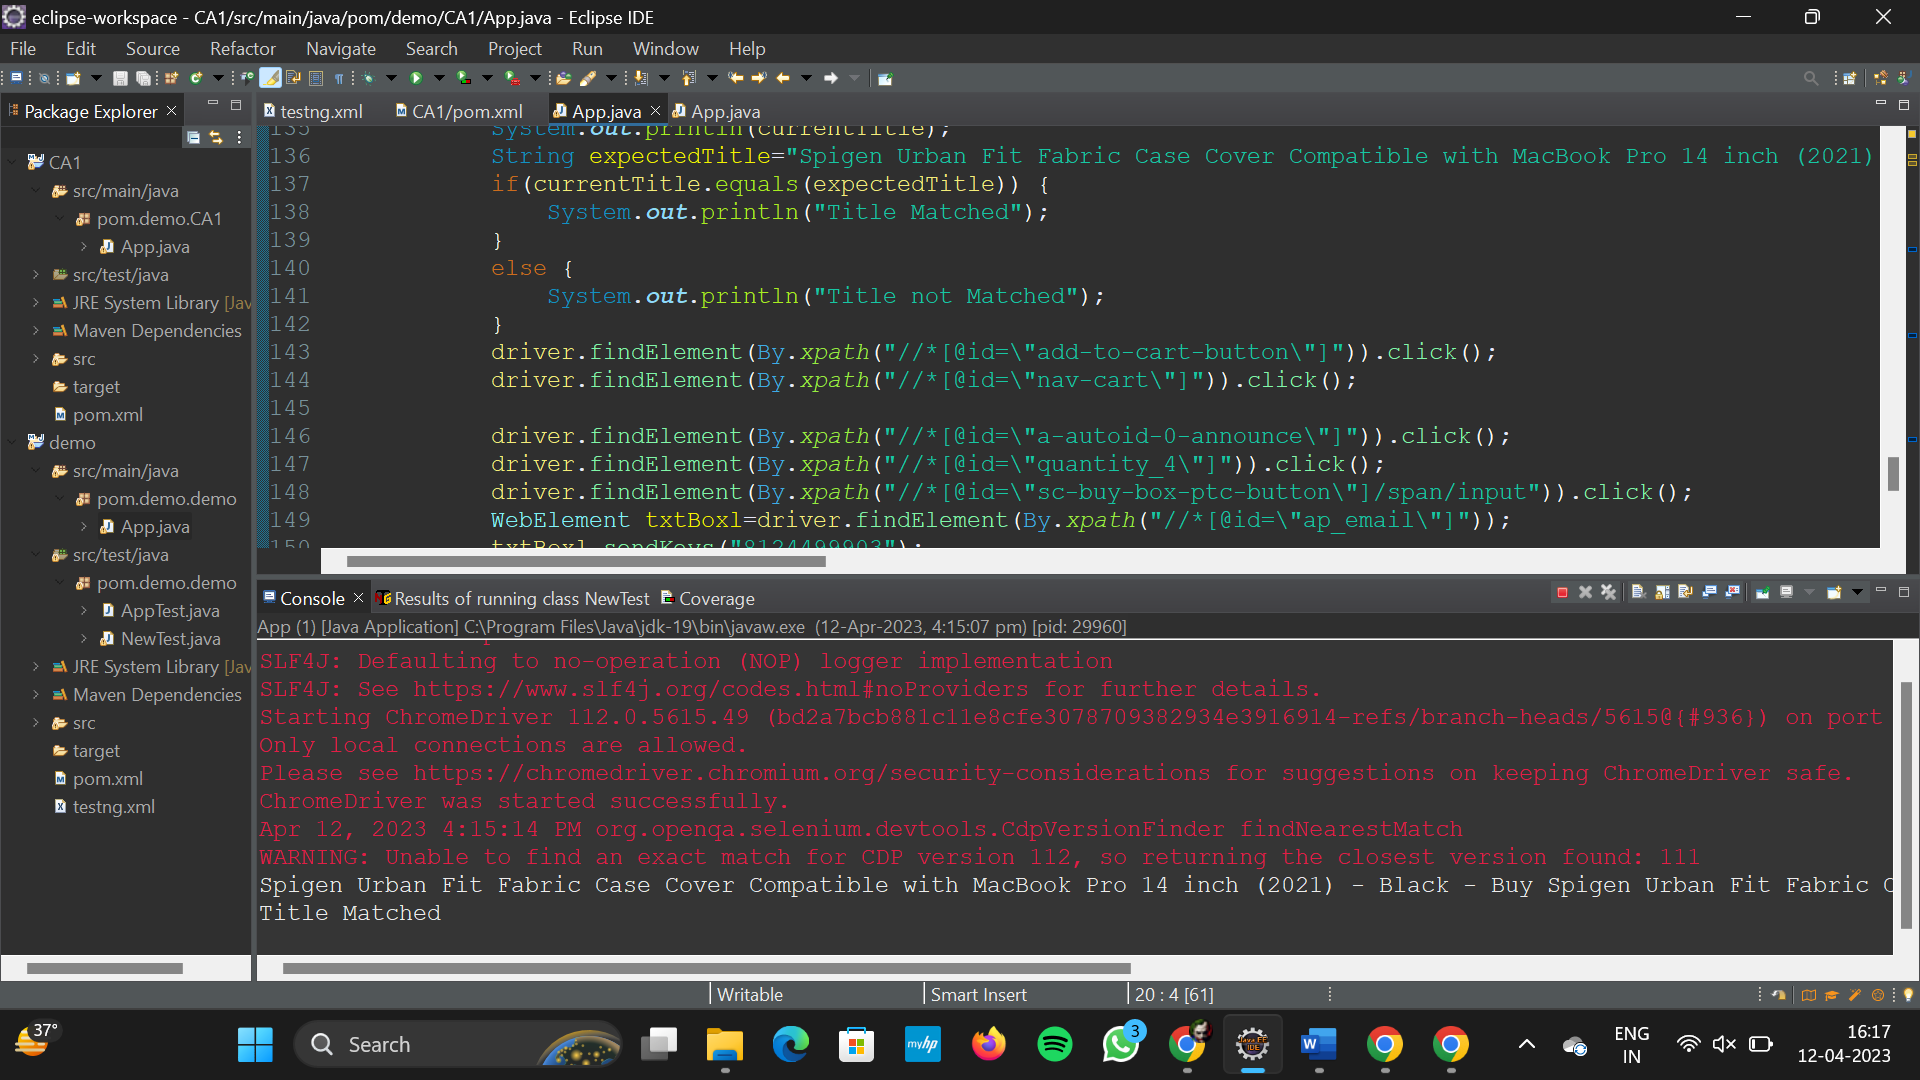 eclipse-workspace - CA1/src/main/java/pom/demo/CA1/App.java - Eclipse IDE
File Edit Source Refactor Navigate Search Project Run Window Help
Package Explorer
testng.xml
CA1/pom.xml
App.java
App.java
CA1
src/main/java
pom.demo.CA1
App.java
src/test/java
JRE System Library [Jav
Maven Dependencies
src
target
pom.xml
demo
src/main/java
pom.demo.demo
App.java
src/test/java
pom.demo.demo
AppTest.java
NewTest.java
JRE System Library [Jav
Maven Dependencies
src
target
pom.xml
testng.xml
135 System.out.println(currentTitle);
136 String expectedTitle="Spigen Urban Fit Fabric Case Cover Compatible with MacBook Pro 14 inch (2021)
137 if(currentTitle.equals(expectedTitle)) {
138 System.out.println("Title Matched");
139 }
140 else {
141 System.out.println("Title not Matched");
142 }
143 driver.findElement(By.xpath("//*[@id=\"add-to-cart-button\"]")).click();
144 driver.findElement(By.xpath("//*[@id=\"nav-cart\"]")).click();
145
146 driver.findElement(By.xpath("//*[@id=\"a-autoid-0-announce\"]")).click();
147 driver.findElement(By.xpath("//*[@id=\"quantity_4\"]")).click();
148 driver.findElement(By.xpath("//*[@id=\"sc-buy-box-ptc-button\"]/span/input")).click();
149 WebElement txtBox1=driver.findElement(By.xpath("//*[@id=\"ap_email\"]"));
150 txtBox1.sendKeys("8124499903");
Console
Results of running class NewTest
Coverage
App (1) [Java Application] C:\Program Files\Java\jdk-19\bin\javaw.exe (12-Apr-2023, 4:15:07 pm) [pid: 29960]
SLF4J: Defaulting to no-operation (NOP) logger implementation
SLF4J: See https://www.slf4j.org/codes.html#noProviders for further details.
Starting ChromeDriver 112.0.5615.49 (bd2a7bcb881c11e8cfe3078709382934e3916914-refs/branch-heads/5615@{#936}) on port
Only local connections are allowed.
Please see https://chromedriver.chromium.org/security-considerations for suggestions on keeping ChromeDriver safe.
ChromeDriver was started successfully.
Apr 12, 2023 4:15:14 PM org.openqa.selenium.devtools.CdpVersionFinder findNearestMatch
WARNING: Unable to find an exact match for CDP version 112, so returning the closest version found: 111
Spigen Urban Fit Fabric Case Cover Compatible with MacBook Pro 14 inch (2021) - Black - Buy Spigen Urban Fit Fabric C
Title Matched
Writable
Smart Insert
20 : 4 [61]
37°
Search
myhp
3
Java EE
IDE
W
ENG
IN
16:17
12-04-2023